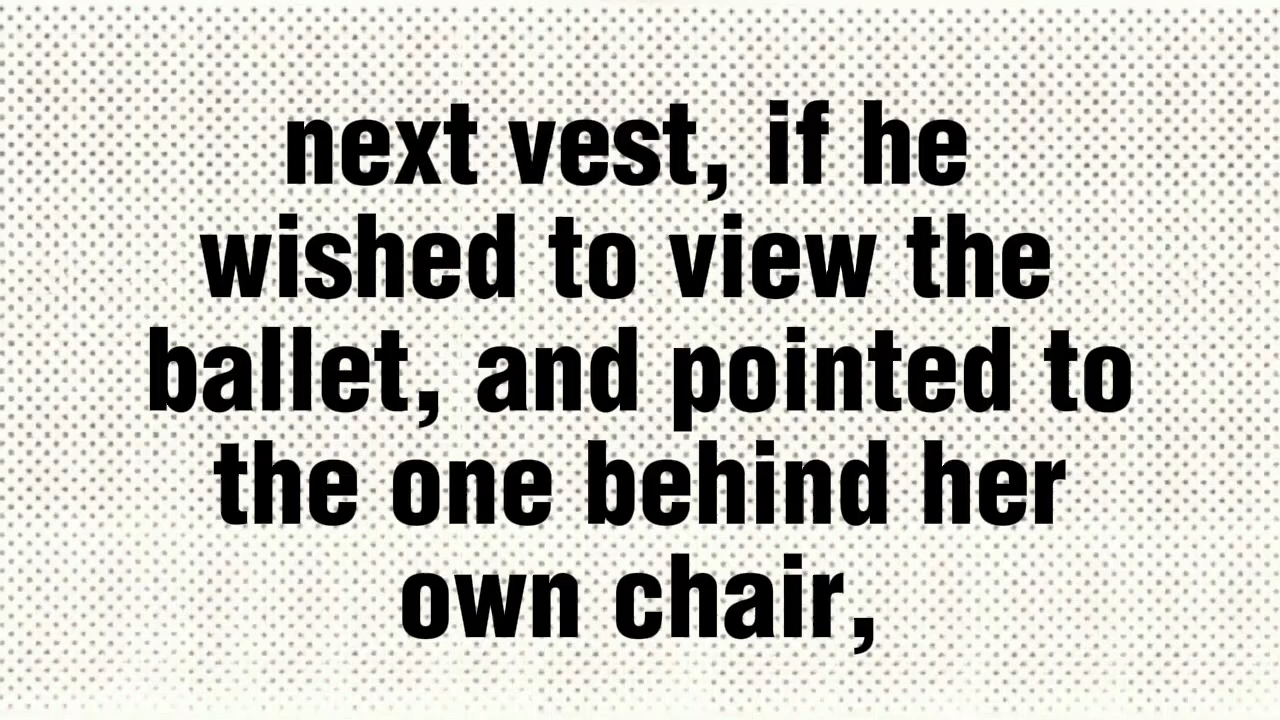 next vest, if he
wished to view the
ballet, and pointed to
the one behind her
own chair,